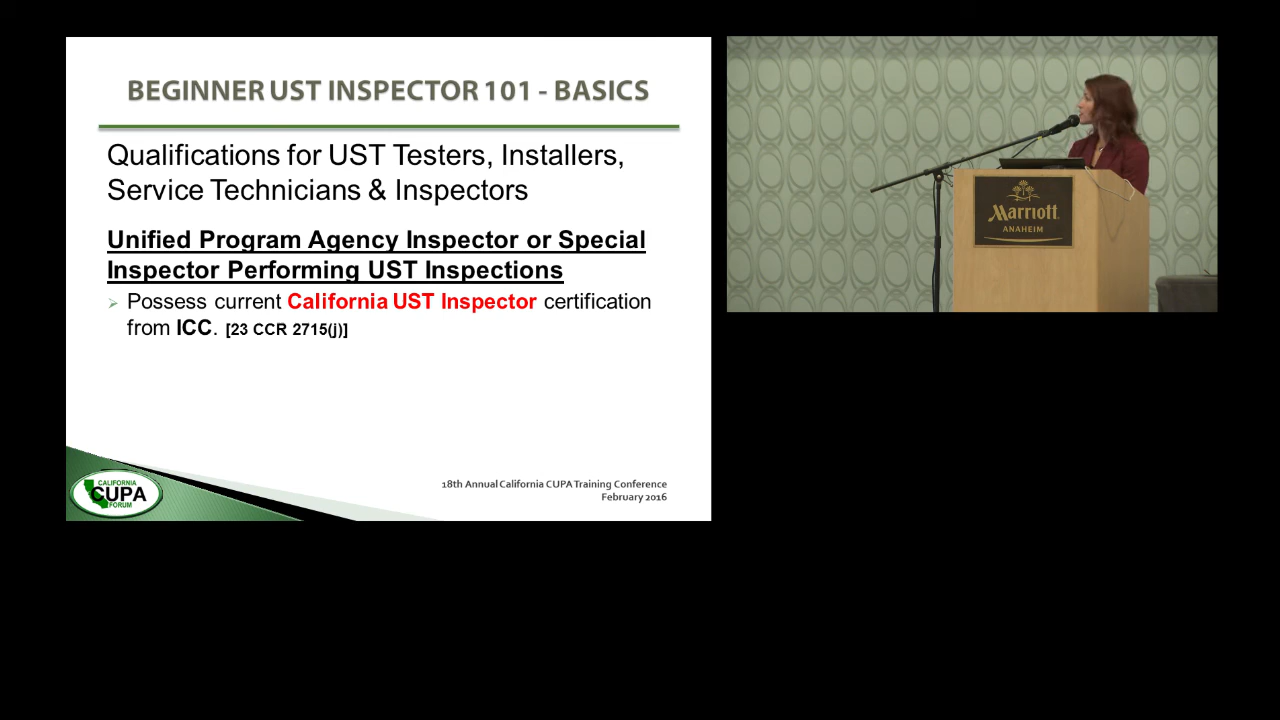 BEGINNER UST INSPECTOR 101 - BASICS
Qualifications for UST Testers, Installers,
Service Technicians & Inspectors
Unified Program Agency Inspector or Special
Inspector Performing UST Inspections
Possess current California UST Inspector certification
from ICC. [23 CCR 2715(j)]
CALIFORNIA
CUPA
FORUM
18th Annual California CUPA Training Conference
February 2016
Marriott
ANAHEIM